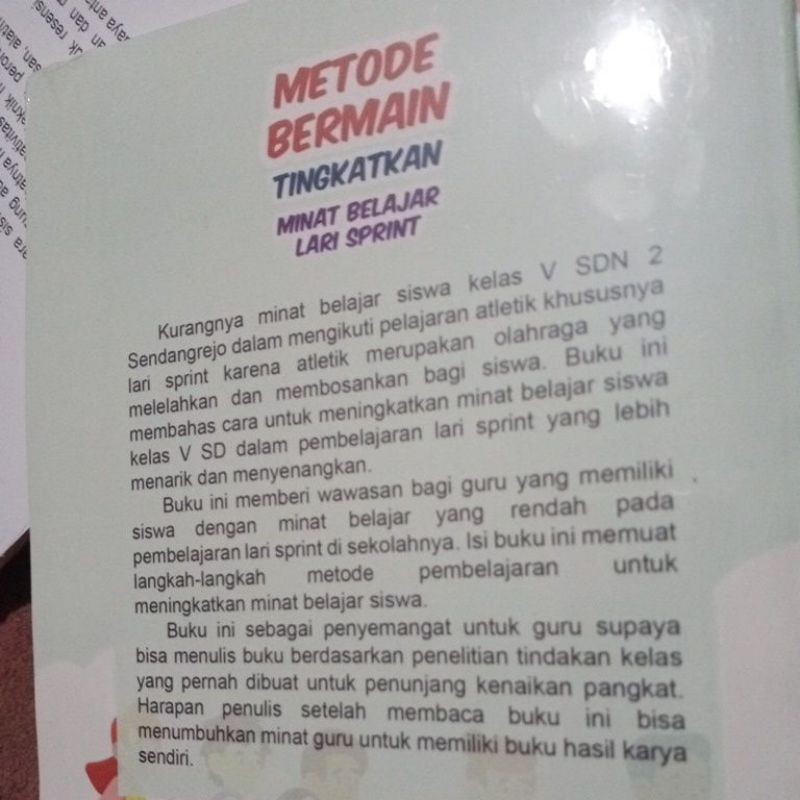 METODE
BERMAIN
TINGKATKAN
MINAT BELAJAR
LARI SPRINT
Kurangnya minat belajar siswa kelas V SDN 2
Sendangrejo dalam mengikuti pelajaran atletik khususnya
lari sprint karena atletik merupakan olahraga yang
melelahkan dan membosankan bagi siswa. Buku ini
membahas cara untuk meningkatkan minat belajar siswa
kelas V SD dalam pembelajaran lari sprint yang lebih
menarik dan menyenangkan.
Buku ini memberi wawasan bagi guru yang memiliki
siswa dengan minat belajar yang rendah pada
pembelajaran lari sprint di sekolahnya. Isi buku ini memuat
langkah-langkah metode pembelajaran untuk
meningkatkan minat belajar siswa.
Buku ini sebagai penyemangat untuk guru supaya
bisa menulis buku berdasarkan penelitian tindakan kelas
yang pernah dibuat untuk penunjang kenaikan pangkat.
Harapan penulis setelah membaca buku ini bisa
menumbuhkan minat guru untuk memiliki buku hasil karya
sendiri.